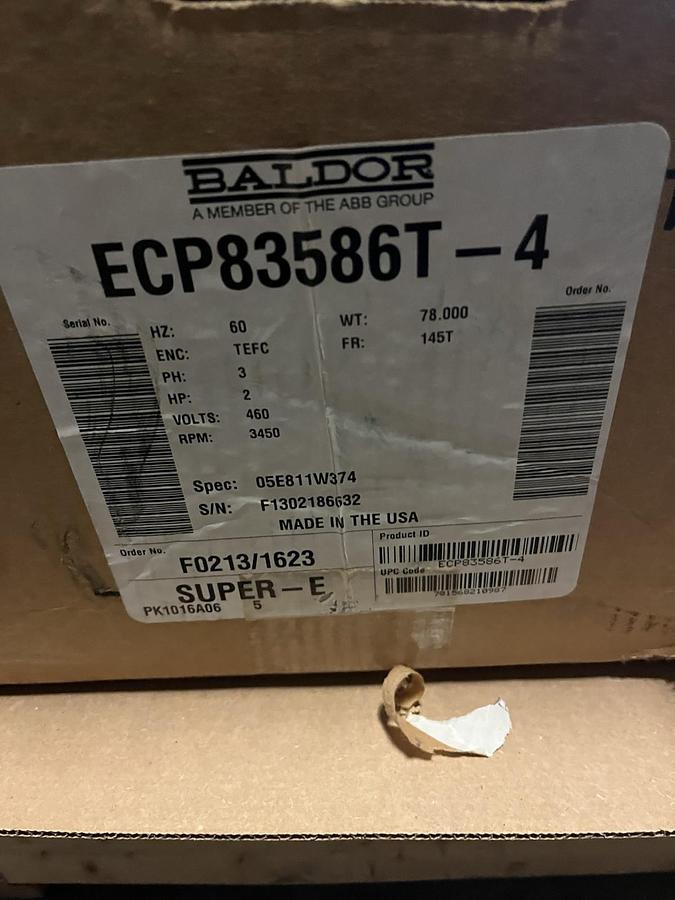 BALDOR
A MEMBER OF THE ABB GROUP
ECP83586T-4
Serial No.
Order No.
HZ: 60
WT: 78.000
ENC: TEFC
FR: 145T
PH: 3
HP: 2
VOLTS: 460
RPM: 3450
Spec: 05E811W374
S/N: F1302186632
MADE IN THE USA
Order No.
F0213/1623
Product ID
ECP83586T-4
UPC Code
781568210987
SUPER-E
PK1016A06 5